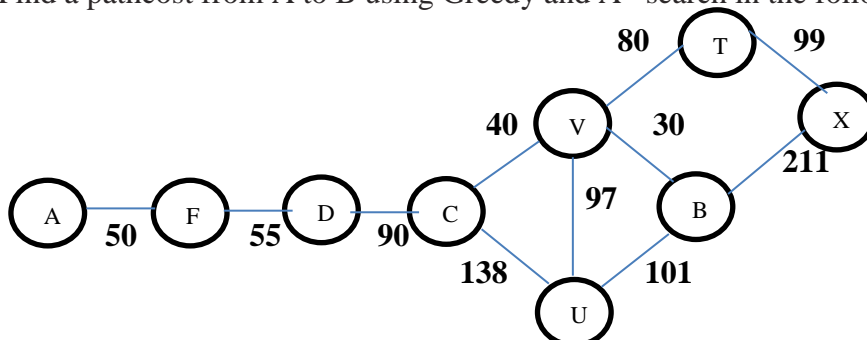 Find a pathcost from A to B using Greedy and A* search in the
80 T 99
40 V 30 X
211
A F D C 97 B
50 55 90
138 101
U